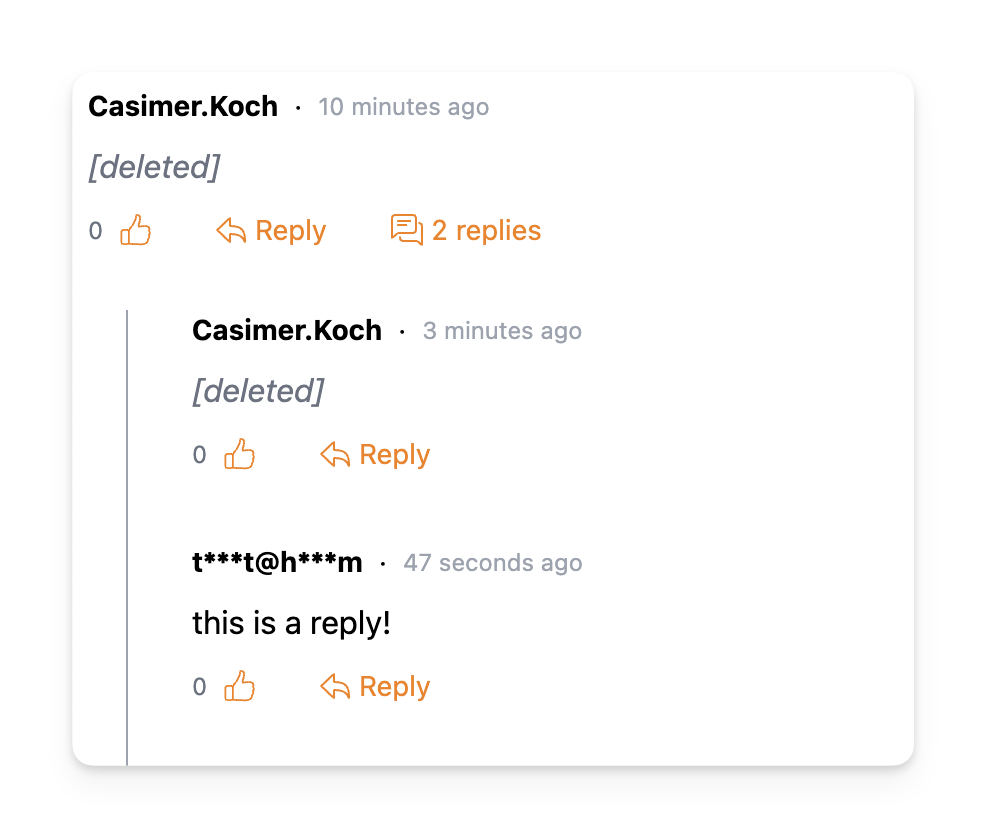 Casimer.Koch · 10 minutes ago
[deleted]
0 Reply 2 replies
Casimer.Koch · 3 minutes ago
[deleted]
0 Reply
t***t@h***m · 47 seconds ago
this is a reply!
0 Reply